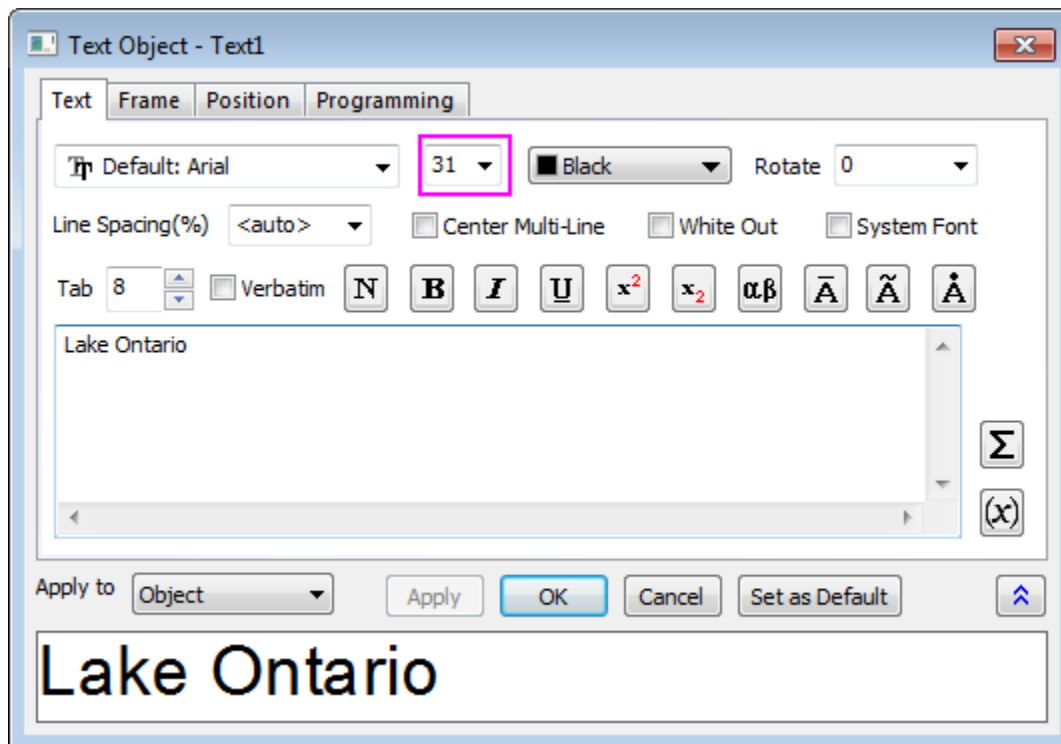 Text Object - Text1
Text Frame Position Programming
Default: Arial 31 Black Rotate 0
Line Spacing(%) <auto> Center Multi-Line White Out System Font
Tab 8 Verbatim N B I U x² x₂ αβ Ā Ã Å
Lake Ontario
Σ
(x)
Apply to Object Apply OK Cancel Set as Default
Lake Ontario